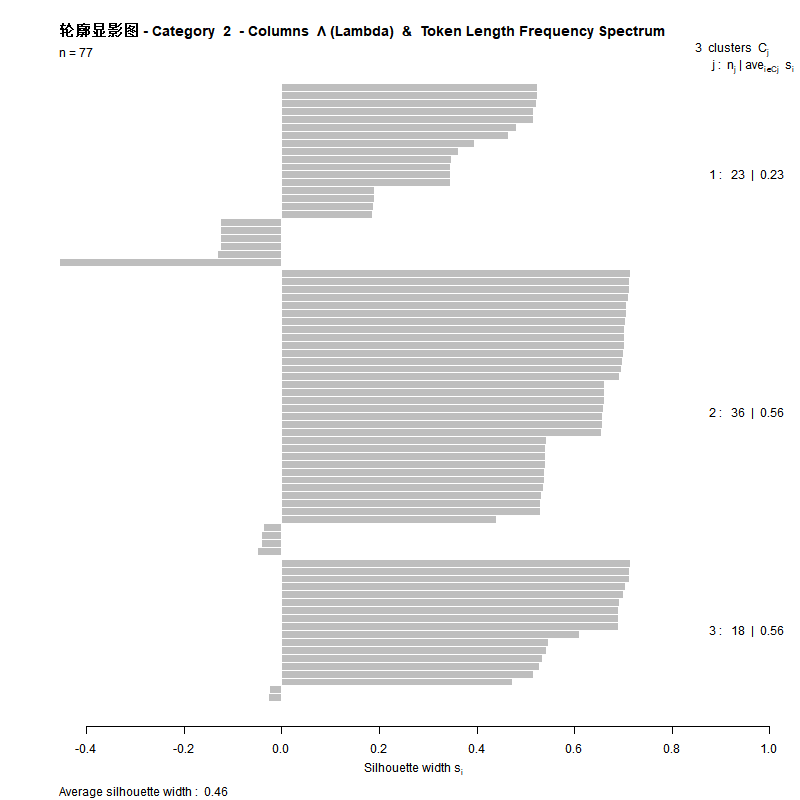 轮廓显影图 - Category 2 - Columns Λ (Lambda) & Token Length Frequency Spectrum
n = 77
3 clusters Cj
j : nj | avei∈Cj si
1 : 23 | 0.23
2 : 36 | 0.56
3 : 18 | 0.56
-0.4 -0.2 0.0 0.2 0.4 0.6 0.8 1.0
Silhouette width si
Average silhouette width : 0.46